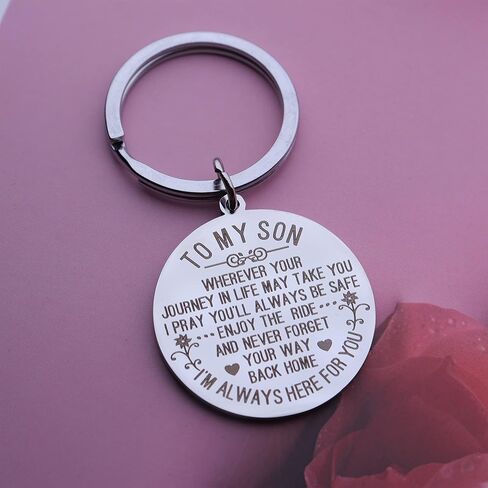 TO MY SON
WHEREVER YOUR
JOURNEY IN LIFE MAY TAKE YOU
I PRAY YOU'LL ALWAYS BE SAFE
ENJOY THE RIDE
AND NEVER FORGET
YOUR WAY
BACK HOME
I'M ALWAYS HERE FOR YOU